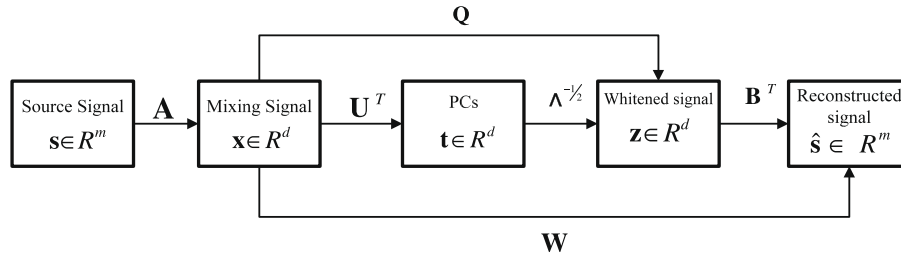 Q
Source Signal
s ∈ R^m
A
Mixing Signal
x ∈ R^d
U^T
PCs
t ∈ R^d
Λ^{-1/2}
Whitened signal
z ∈ R^d
B^T
Reconstructed
signal
ŝ ∈ R^m
W